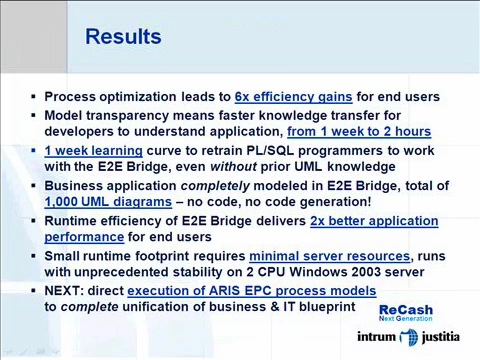 Results
▪ Process optimization leads to 6x efficiency gains for end users
▪ Model transparency means faster knowledge transfer for
developers to understand application, from 1 week to 2 hours
▪ 1 week learning curve to retrain PL/SQL programmers to work
with the E2E Bridge, even without prior UML knowledge
▪ Business application completely modeled in E2E Bridge, total of
1,000 UML diagrams – no code, no code generation!
▪ Runtime efficiency of E2E Bridge delivers 2x better application
performance for end users
▪ Small runtime footprint requires minimal server resources, runs
with unprecedented stability on 2 CPU Windows 2003 server
▪ NEXT: direct execution of ARIS EPC process models
to complete unification of business & IT blueprint
ReCash
Next Generation
intrum justitia